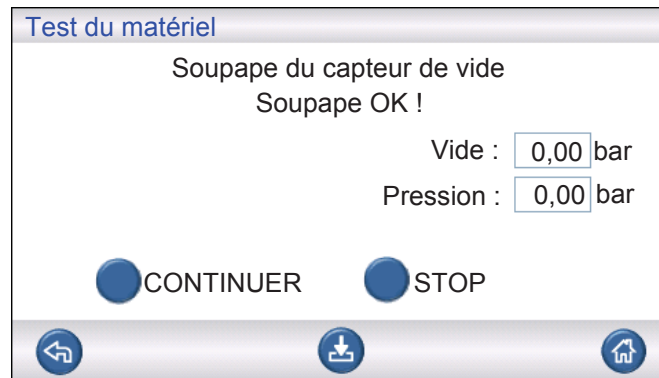 Test du matériel
Soupape du capteur de vide
Soupape OK !
Vide : 0,00 bar
Pression : 0,00 bar
CONTINUER STOP